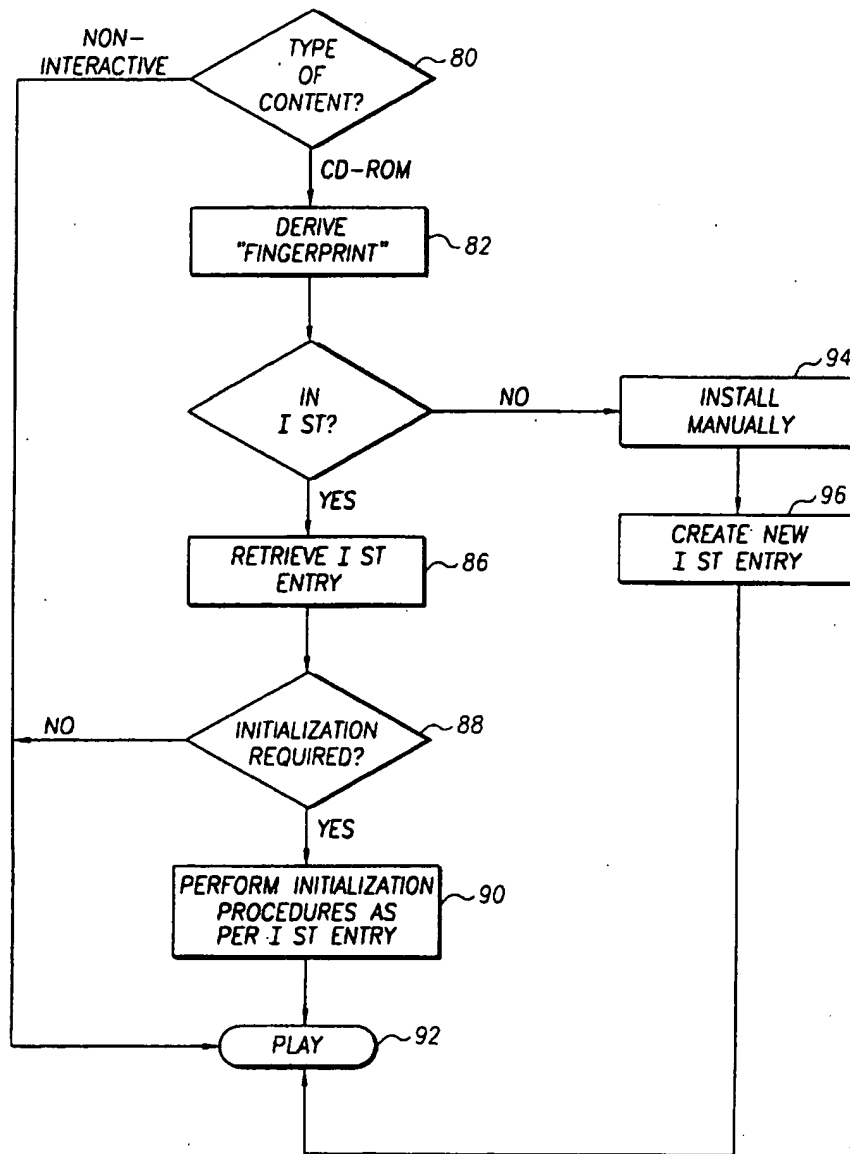 NON-
INTERACTIVE
TYPE
OF
CONTENT?
80
CD-ROM
DERIVE
"FINGERPRINT"
82
IN
I ST?
NO
94
INSTALL
MANUALLY
YES
96
CREATE NEW
I ST ENTRY
RETRIEVE I ST
ENTRY
86
NO
INITIALIZATION
REQUIRED?
88
YES
PERFORM INITIALIZATION
PROCEDURES AS
PER I ST ENTRY
90
PLAY
92